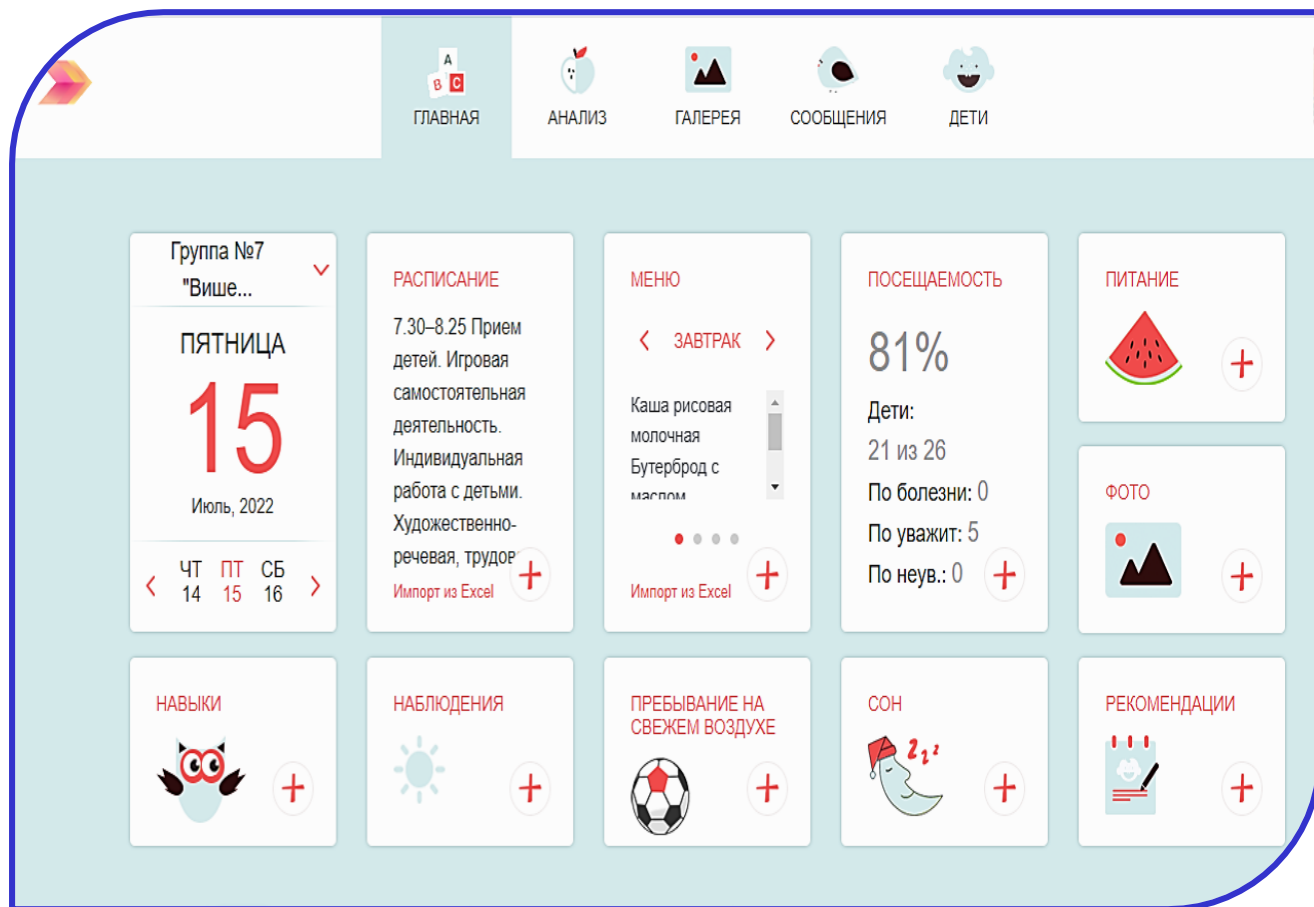 A
B C
ГЛАВНАЯ
АНАЛИЗ
ГАЛЕРЕЯ
СООБЩЕНИЯ
ДЕТИ
Группа №7
"Више...
ПЯТНИЦА
15
Июль, 2022
ЧТ ПТ СБ
14 15 16
РАСПИСАНИЕ
7.30–8.25 Прием
детей. Игровая
самостоятельная
деятельность.
Индивидуальная
работа с детьми.
Художественно-
речевая, трудов
Импорт из Excel
МЕНЮ
ЗАВТРАК
Каша рисовая
молочная
Бутерброд с
маслом
Импорт из Excel
ПОСЕЩАЕМОСТЬ
81%
Дети:
21 из 26
По болезни: 0
По уважит: 5
По неув.: 0
ПИТАНИЕ
ФОТО
НАВЫКИ
НАБЛЮДЕНИЯ
ПРЕБЫВАНИЕ НА
СВЕЖЕМ ВОЗДУХЕ
СОН
zzz
РЕКОМЕНДАЦИИ